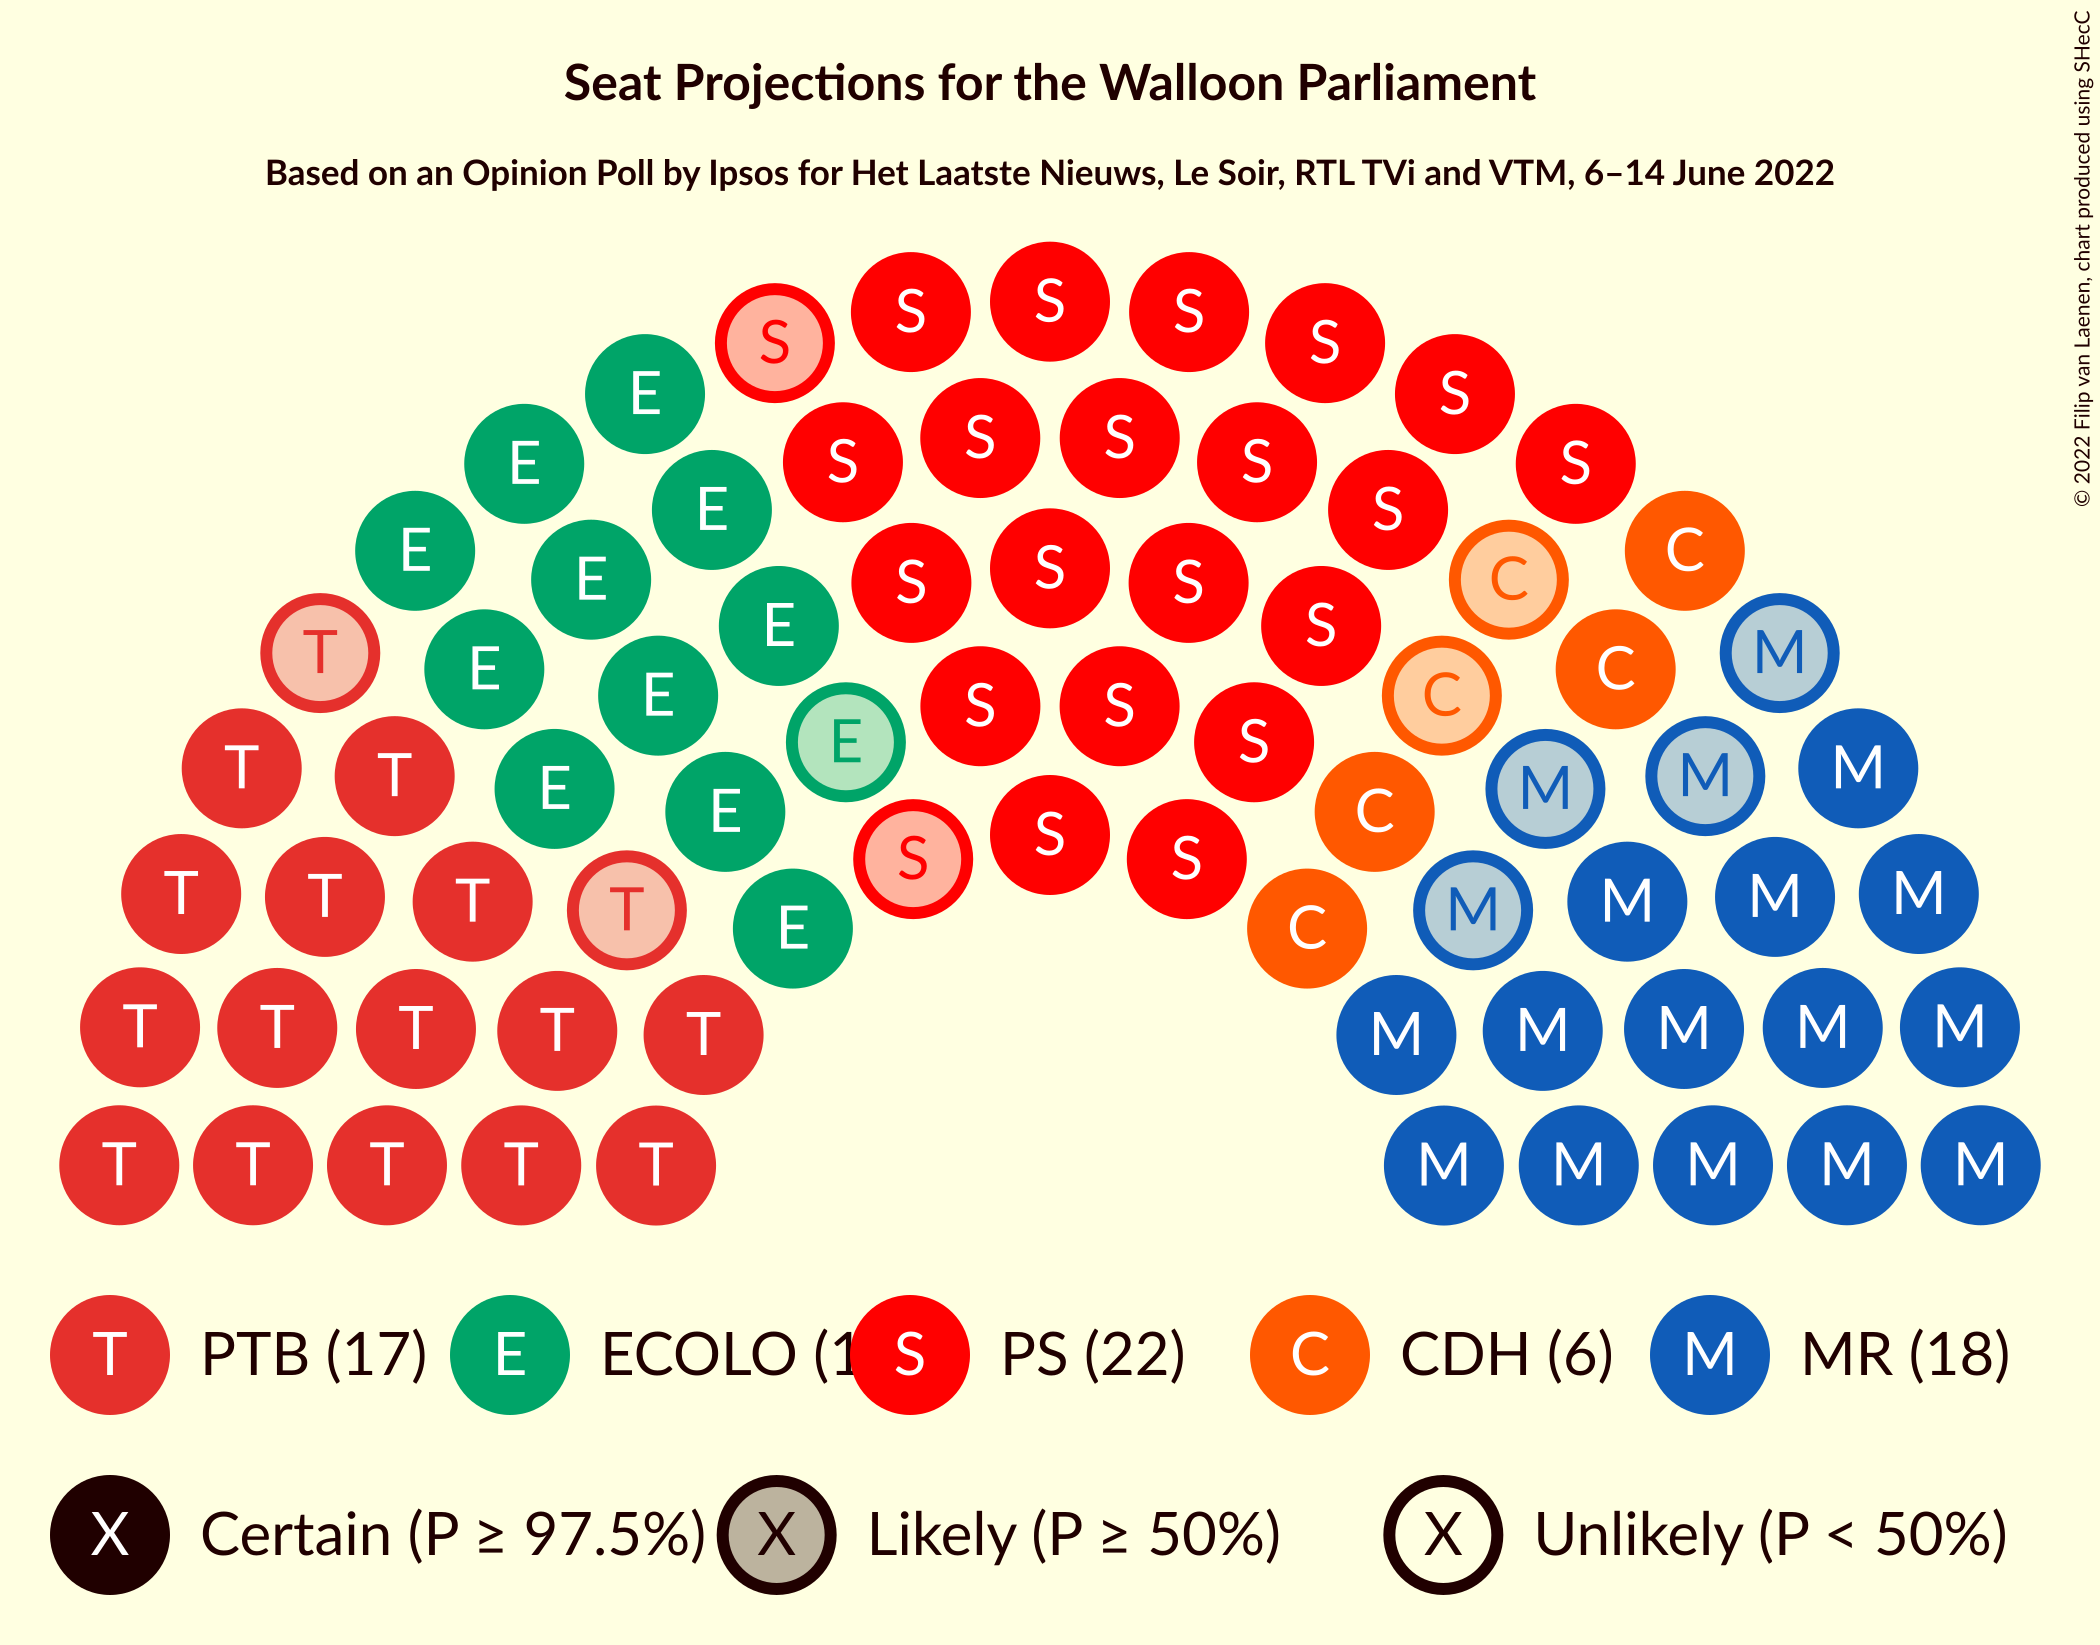 Seat Projections for the Walloon Parliament
Based on an Opinion Poll by Ipsos for Het Laatste Nieuws, Le Soir, RTL TVi and VTM, 6–14 June 2022
© 2022 Filip van Laenen, chart produced using SHecC
S S S S S
E S
E S S S S S
E S
E E S S S C C
T E E E S C C M
T T E E E S S S C M M M
T T T T E S S S C M M M M
T T T T T M M M M M
T T T T T M M M M M
T PTB (17) E ECOLO (1 S PS (22) C CDH (6) M MR (18)
X Certain (P ≥ 97.5%) X Likely (P ≥ 50%) X Unlikely (P < 50%)